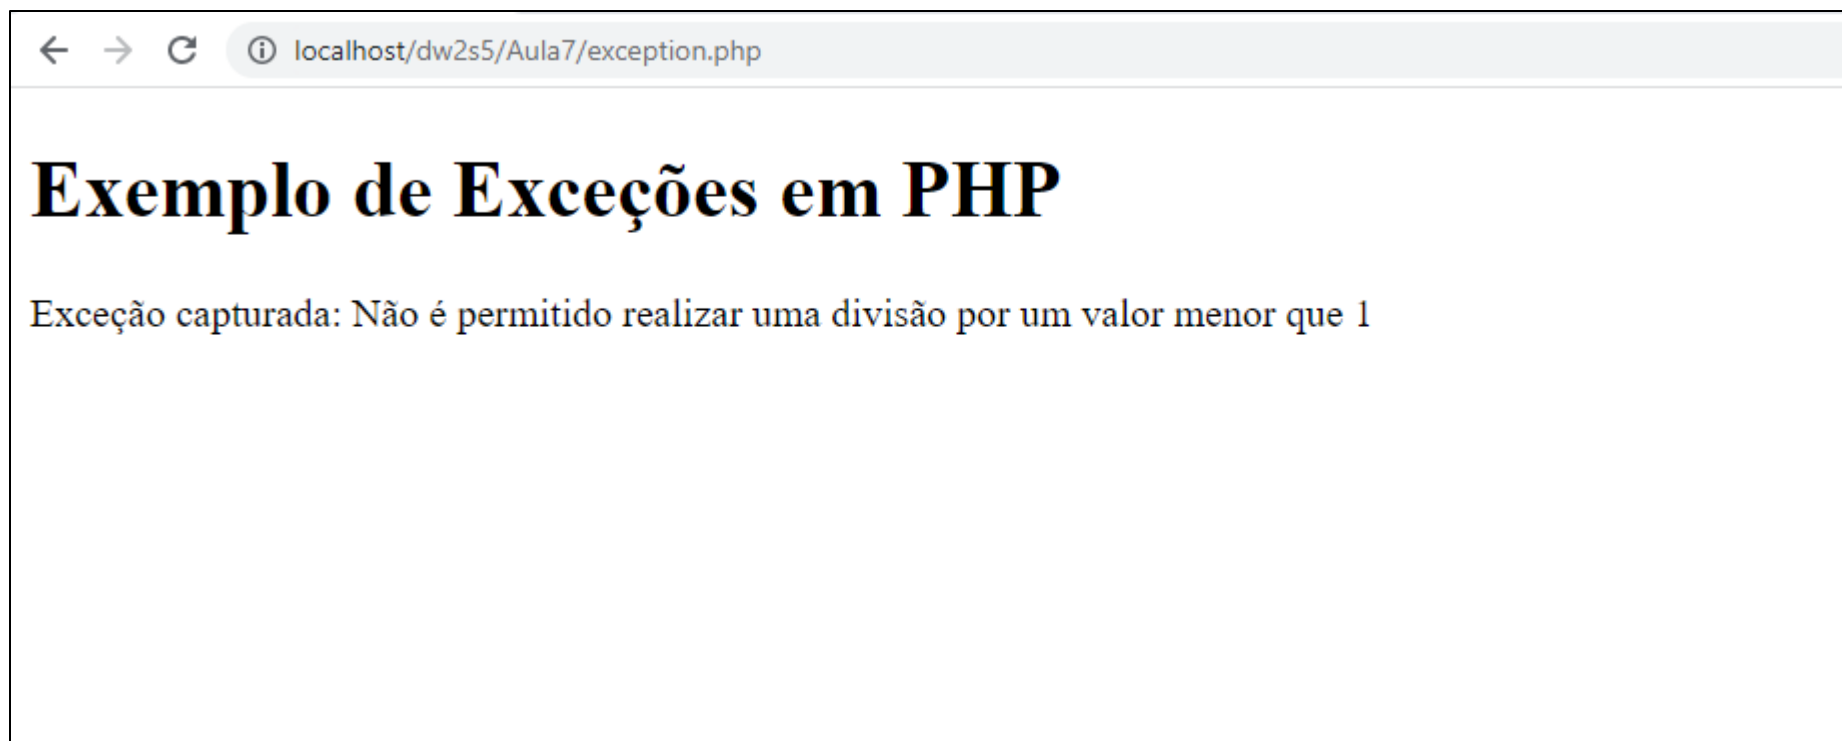 localhost/dw2s5/Aula7/exception.php
Exemplo de Exceções em PHP
Exceção capturada: Não é permitido realizar uma divisão por um valor menor que 1